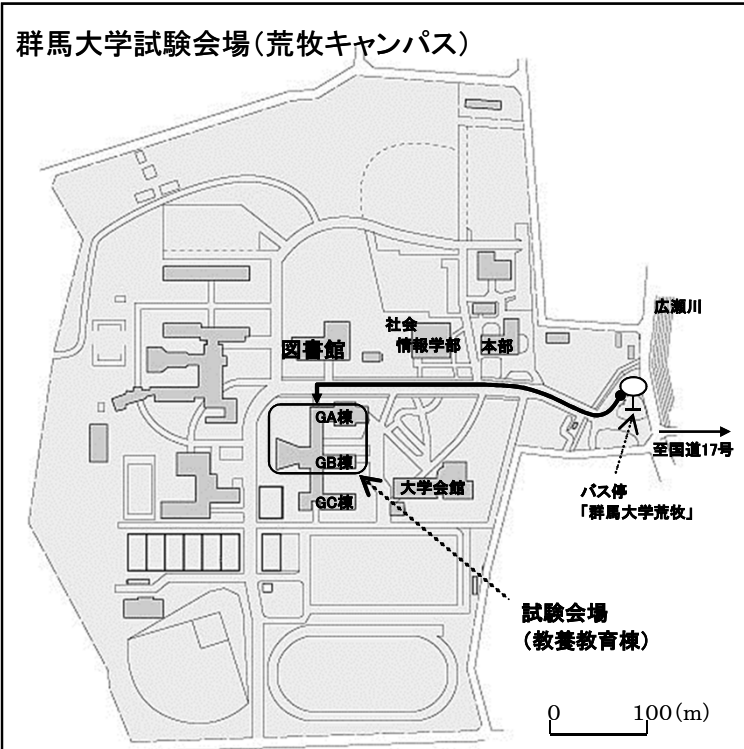 群馬大学試験会場(荒牧キャンパス)
広瀬川
社会
情報学部
本部
図書館
GA棟
至国道17号
GB棟
大学会館
バス停
「群馬大学荒牧」
GC棟
試験会場
(教養教育棟)
0 100(m)